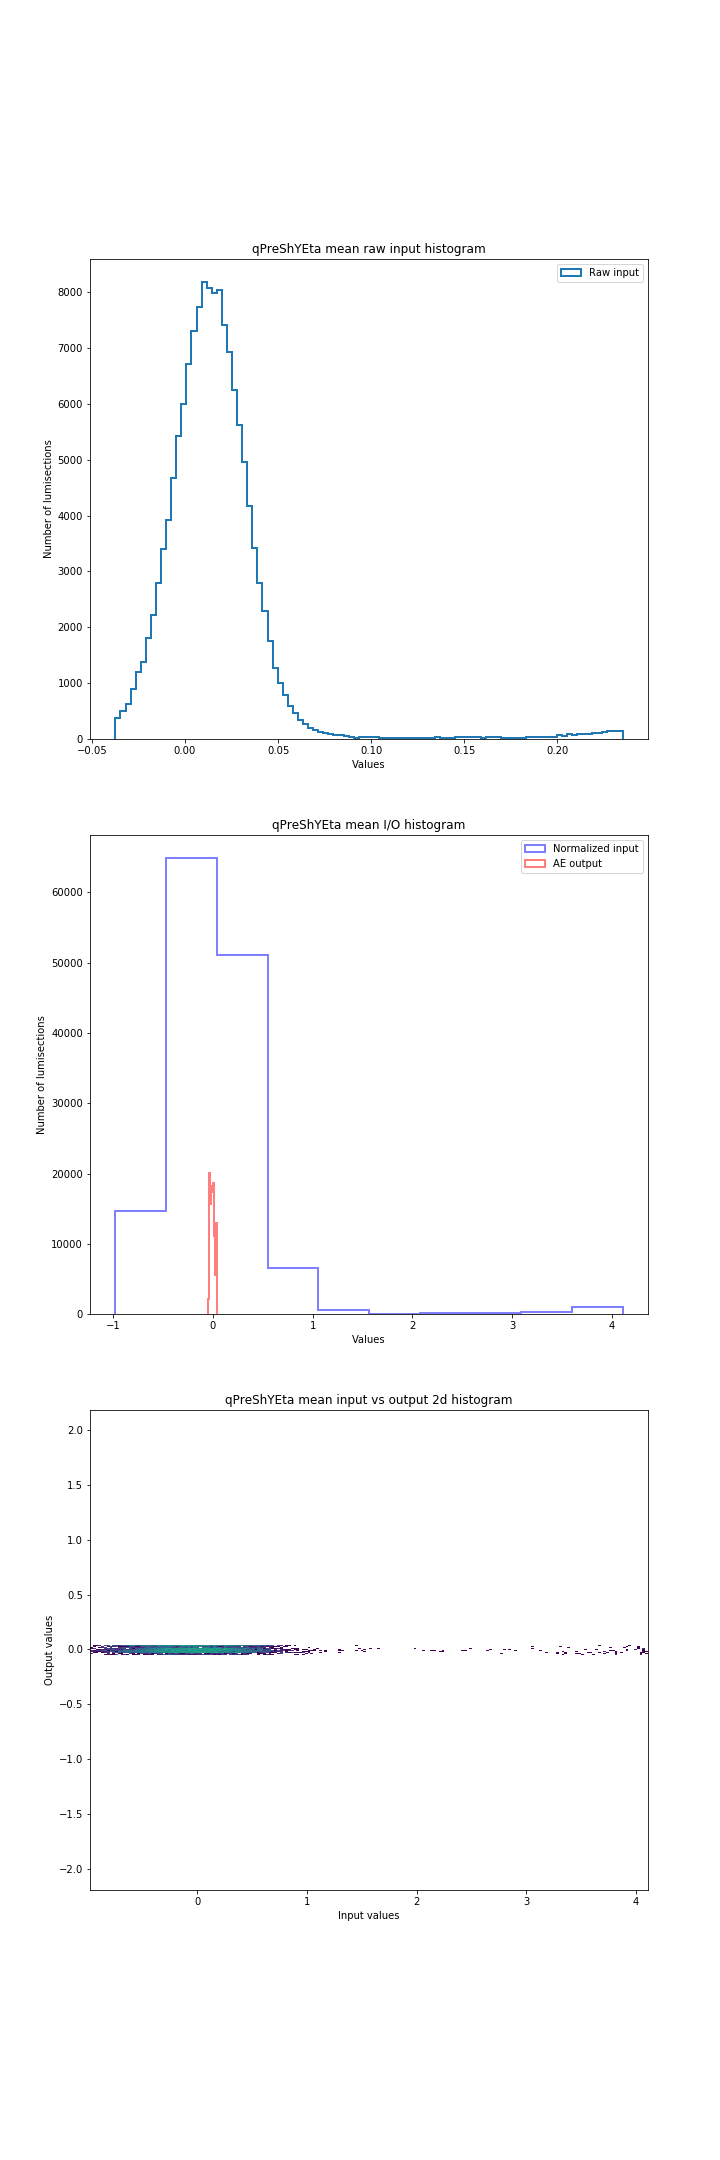 qPreShYEta mean raw input histogram
Raw input
8000
7000
6000
5000
4000
3000
2000
1000
0
Number of lumisections
−0.05 0.00 0.05 0.10 0.15 0.20
Values
qPreShYEta mean I/O histogram
Normalized input
AE output
60000
50000
40000
30000
20000
10000
0
Number of lumisections
−1 0 1 2 3 4
Values
qPreShYEta mean input vs output 2d histogram
2.0
1.5
1.0
0.5
0.0
−0.5
−1.0
−1.5
−2.0
Output values
0 1 2 3 4
Input values